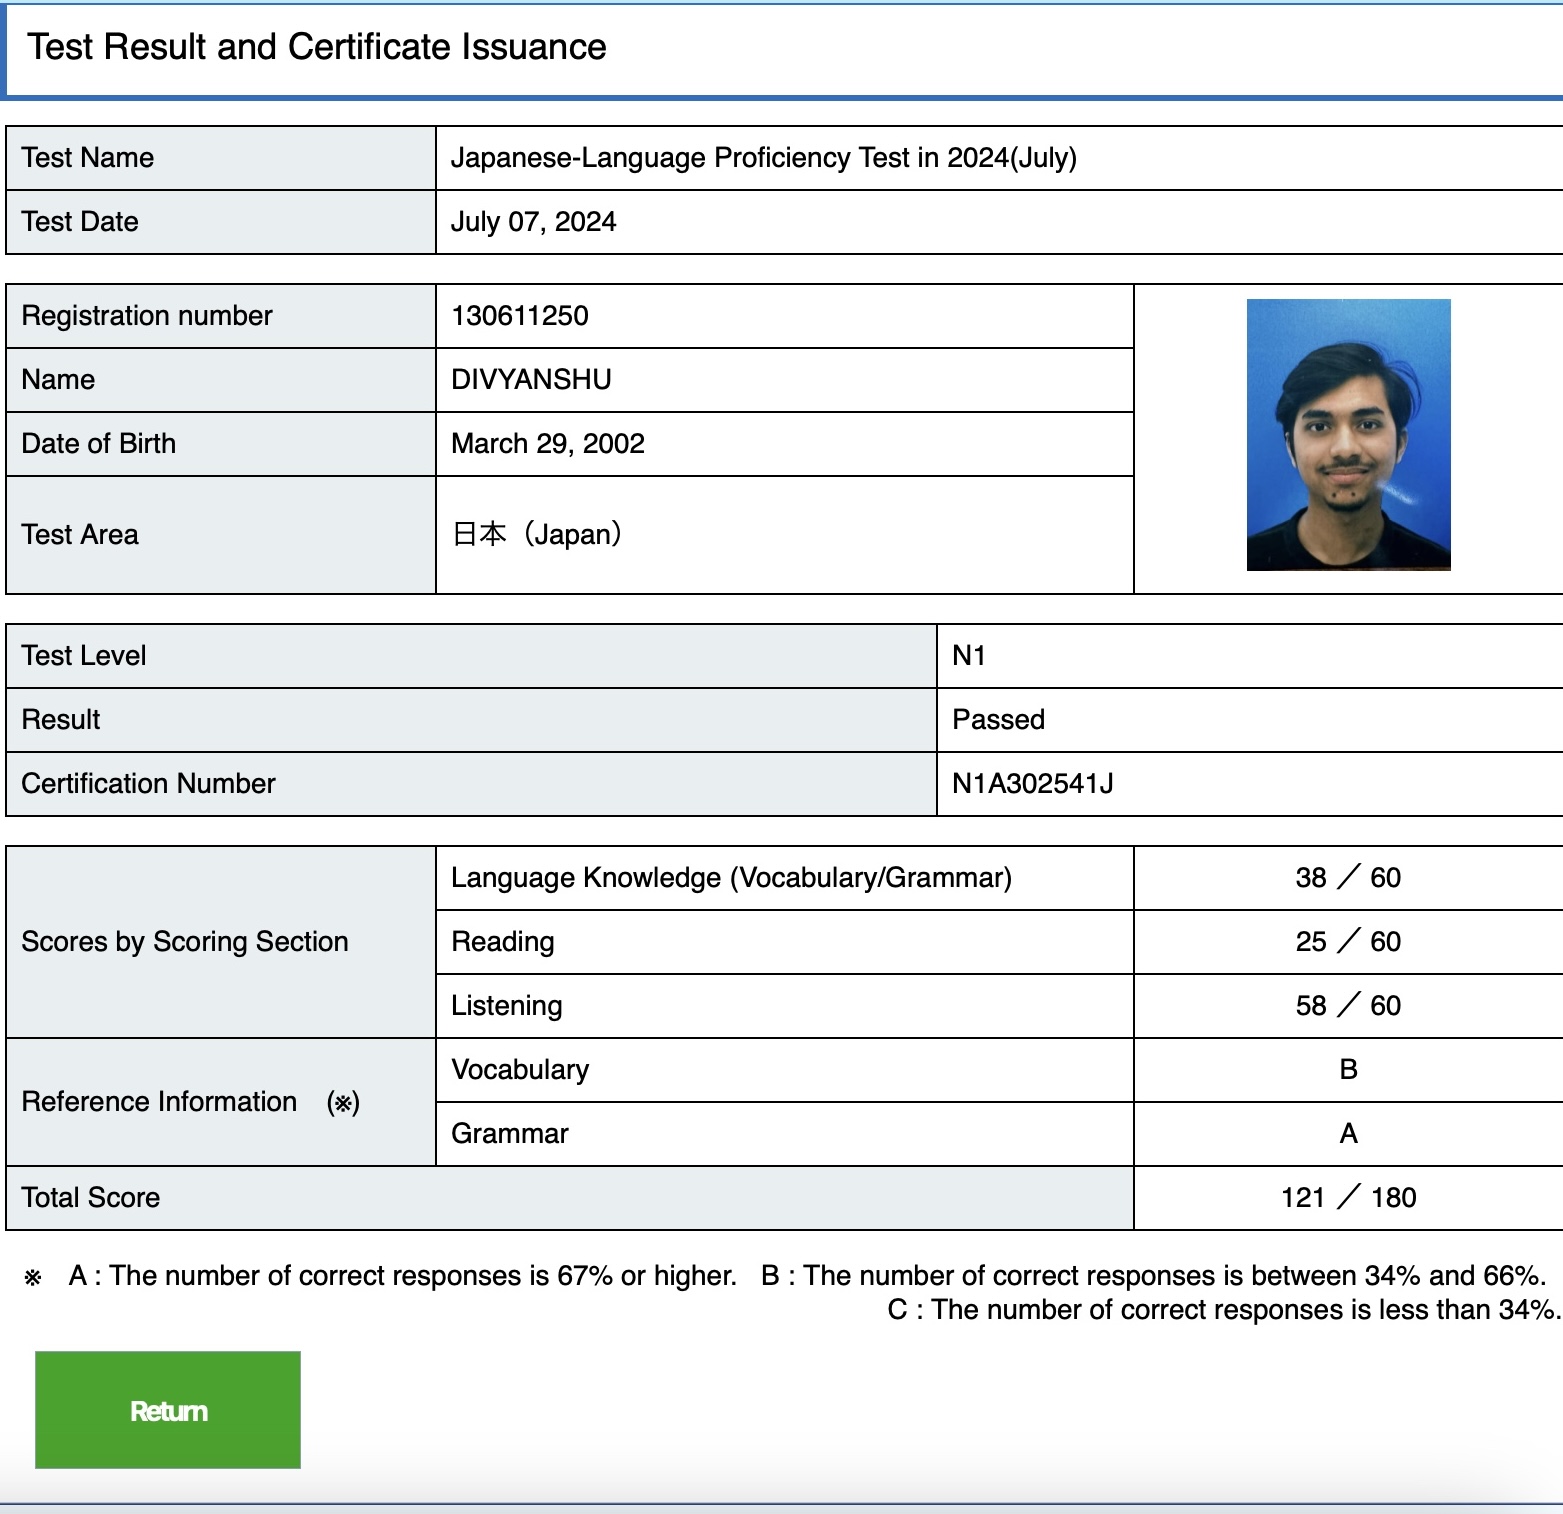 Test Result and Certificate Issuance
Test Name Japanese-Language Proficiency Test in 2024(July)
Test Date July 07, 2024
Registration number 130611250
Name DIVYANSHU
Date of Birth March 29, 2002
Test Area 日本（Japan）
Test Level N1
Result Passed
Certification Number N1A302541J
Scores by Scoring Section
Language Knowledge (Vocabulary/Grammar) 38 ／ 60
Reading 25 ／ 60
Listening 58 ／ 60
Reference Information (※)
Vocabulary B
Grammar A
Total Score 121 ／ 180
※ A : The number of correct responses is 67% or higher. B : The number of correct responses is between 34% and 66%.
C : The number of correct responses is less than 34%.
Return